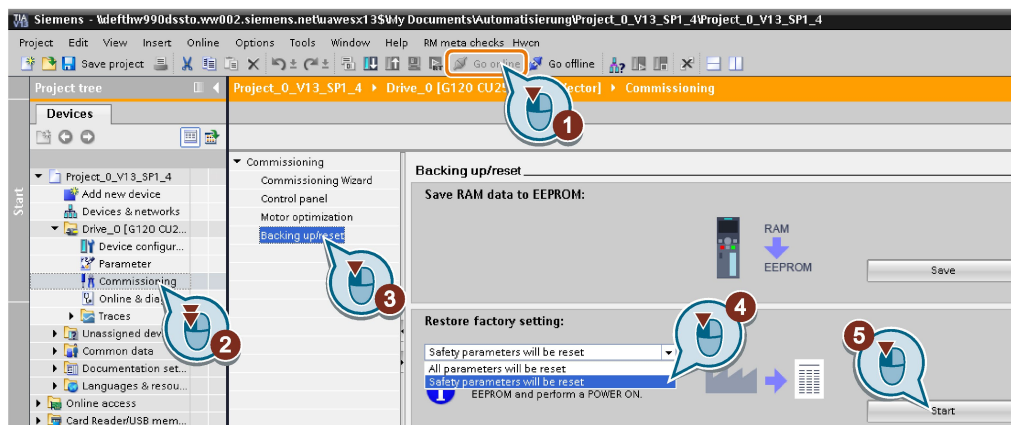 Siemens - \\defthw990dssto.ww002.siemens.net\uawesx13$\My Documents\Automatisierung\Project_0_V13_SP1_4\Project_0_V13_SP1_4
Project Edit View Insert Online Options Tools Window Help RM meta checks Hwcn
Save project Go online Go offline
Project tree
Project_0_V13_SP1_4 Drive_0 [G120 CU25 ector] Commissioning
1
Devices
Start
Project_0_V13_SP1_4
Add new device
Devices & networks
Drive_0 [G120 CU2...
Device configur...
Parameter
Commissioning
Online & dia
Traces
Unassigned dev
Common data
Documentation set...
Languages & resou...
Online access
Card Reader/USB mem...
2
Commissioning
Commissioning Wizard
Control panel
Motor optimization
Backing up/reset
3
Backing up/reset
Save RAM data to EEPROM:
RAM
EEPROM
Save
Restore factory setting:
4
5
Safety parameters will be reset
All parameters will be reset
Safety parameters will be reset
EEPROM and perform a POWER ON.
Start